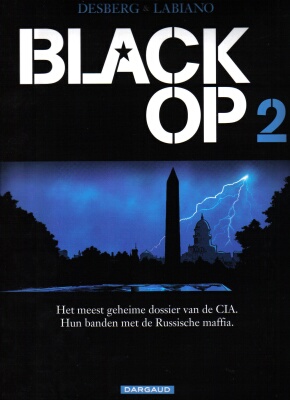 DESBERG & LABIANO
BLACK
OP 2
Het meest geheime dossier van de CIA.
Hun banden met de Russische maffia.
DARGAUD